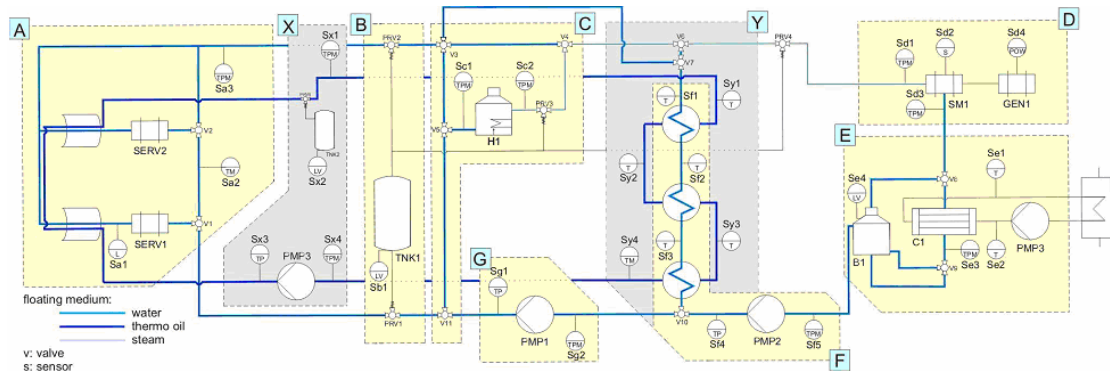 A
X
B
C
Y
D
Sx1
TPM
PRV2
V3
V4
V6
V7
PRV4
Sd1
TPM
Sd2
S
Sd4
POW
Sa3
TPM
Sc1
TPM
Sc2
TPM
Sy1
T
Sd3
TPM
SM1
GEN1
Sf1
T
PRV3
H1
V5
TNK2
SERV2
V2
E
Sa2
TM
Sx2
LV
Sy2
T
Sf2
T
Se1
T
Se4
LV
V8
SERV1
V1
Sa1
L
Sx3
TP
Sx4
TPM
PMP3
TNK1
Sb1
LV
G
Sg1
TP
Sy3
T
Sy4
TM
Sf3
T
B1
C1
V9
TPM
Se3
T
Se2
PMP3
floating medium:
water
thermo oil
steam
v: valve
s: sensor
PRV1
V11
PMP1
TPM
Sg2
V10
TP
Sf4
PMP2
TPM
Sf5
F